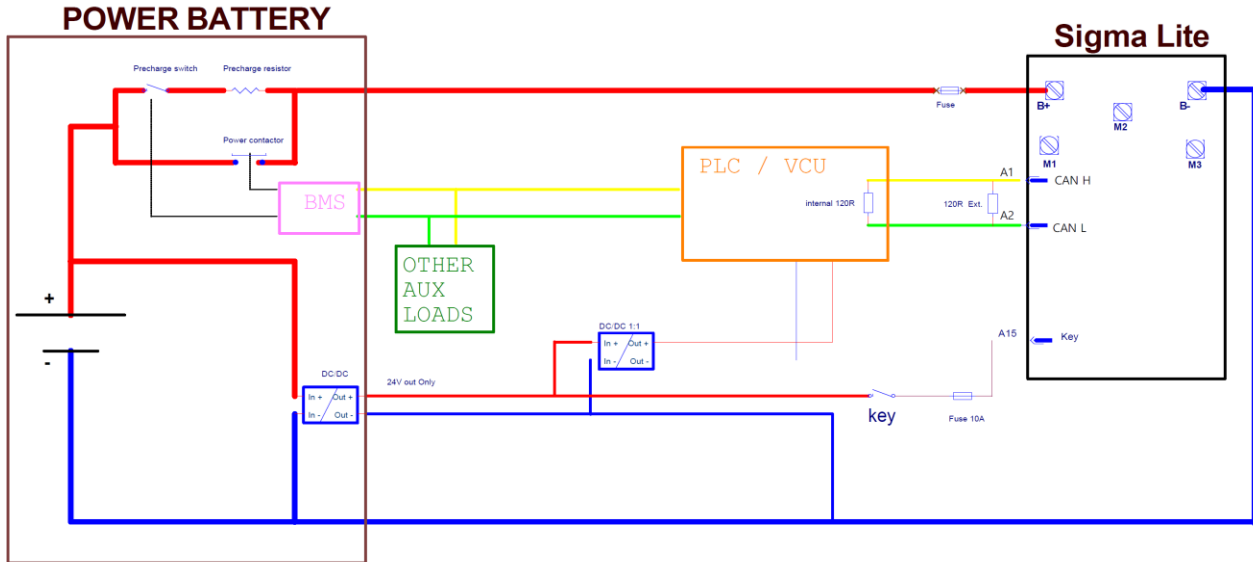 POWER BATTERY
Sigma Lite
Precharge switch
Precharge resistor
Fuse
B+
B-
M2
Power contactor
M1
M3
PLC / VCU
A1
CAN H
BMS
internal 120R
120R Ext.
A2
CAN L
OTHER
AUX
LOADS
+
-
DC/DC 1:1
In +
Out +
In -
Out -
A15
Key
DC/DC
24V out Only
In +
Out +
In -
Out -
key
Fuse 10A